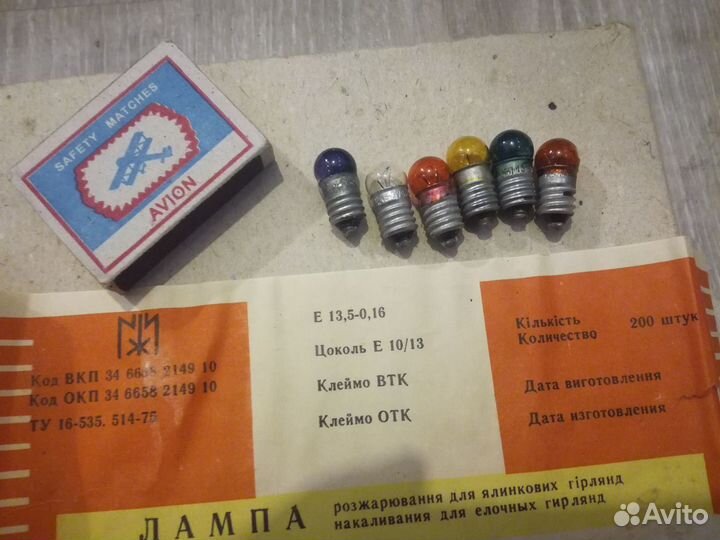 SAFETY MATCHES
AVION
Код ВКП 34 6658 2149 10
Код ОКП 34 6658 2149 10
ТУ 16-535. 514-75
Е 13,5-0,16
Цоколь Е 10/13
Клеймо ВТК
Клеймо ОТК
Кількість
Количество 200 штук
Дата виготовлення
Дата изготовления
ЛАМПА
розжарювання для ялинкових гірлянд
накаливания для елочных гирлянд
Avito